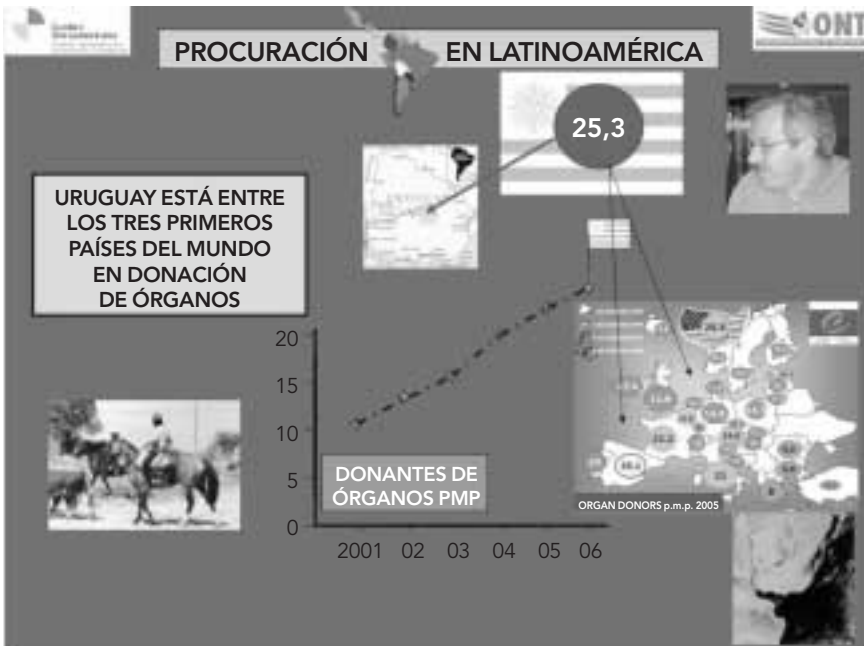 ONT
PROCURACIÓN EN LATINOAMÉRICA
25,3
URUGUAY ESTÁ ENTRE
LOS TRES PRIMEROS
PAÍSES DEL MUNDO
EN DONACIÓN
DE ÓRGANOS
20
15
10
5
0
DONANTES DE
ÓRGANOS PMP
2001 02 03 04 05 06
ORGAN DONORS p.m.p. 2005